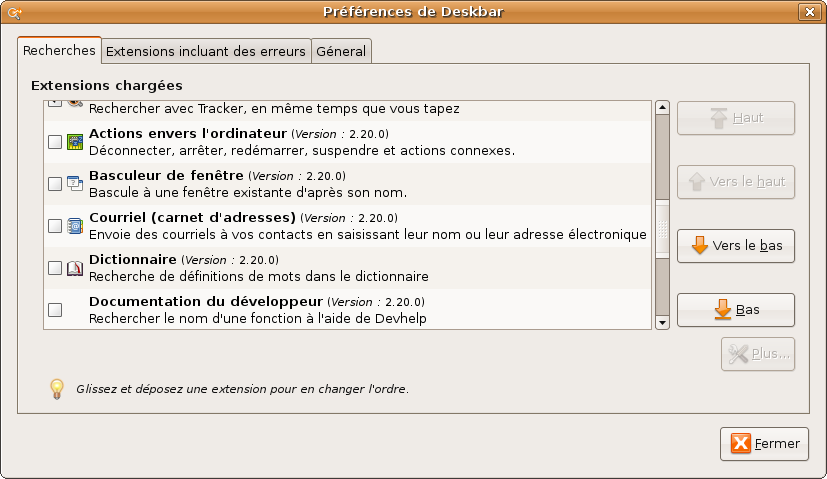 Préférences de Deskbar
Recherches
Extensions incluant des erreurs
Géneral
Extensions chargées
Rechercher avec Tracker, en même temps que vous tapez
Actions envers l'ordinateur (Version : 2.20.0)
Déconnecter, arrêter, redémarrer, suspendre et actions connexes.
Basculeur de fenêtre (Version : 2.20.0)
Bascule à une fenêtre existante d'après son nom.
Courriel (carnet d'adresses) (Version : 2.20.0)
Envoie des courriels à vos contacts en saisissant leur nom ou leur adresse électronique
Dictionnaire (Version : 2.20.0)
Recherche de définitions de mots dans le dictionnaire
Documentation du développeur (Version : 2.20.0)
Rechercher le nom d'une fonction à l'aide de Devhelp
Haut
Vers le haut
Vers le bas
Bas
Plus...
Glissez et déposez une extension pour en changer l'ordre.
Fermer